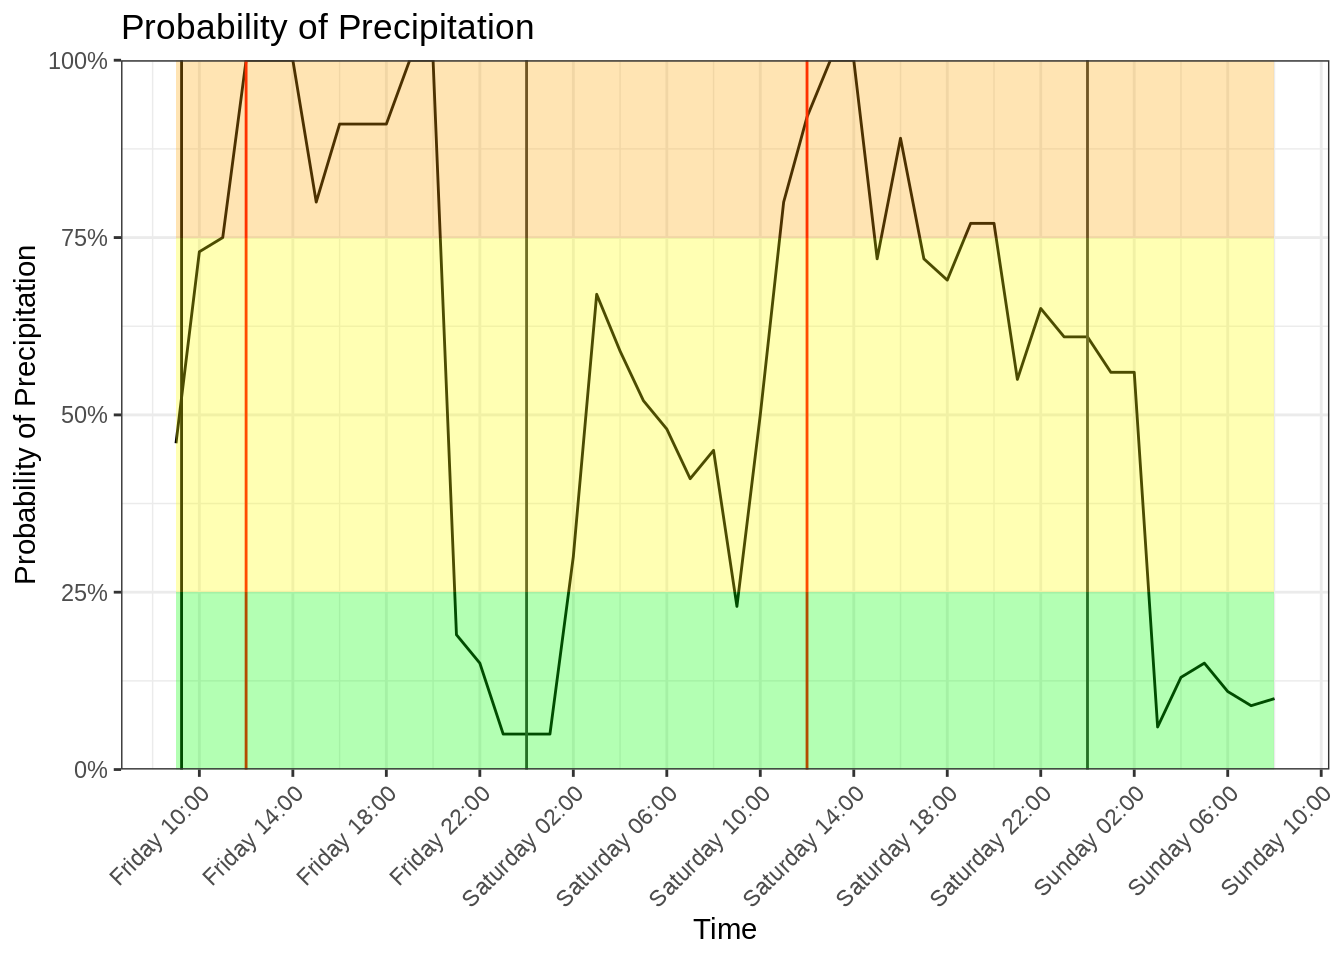 Probability of Precipitation
100%
75%
50%
25%
0%
Probability of Precipitation
Friday 10:00
Friday 14:00
Friday 18:00
Friday 22:00
Saturday 02:00
Saturday 06:00
Saturday 10:00
Saturday 14:00
Saturday 18:00
Saturday 22:00
Sunday 02:00
Sunday 06:00
Sunday 10:00
Time